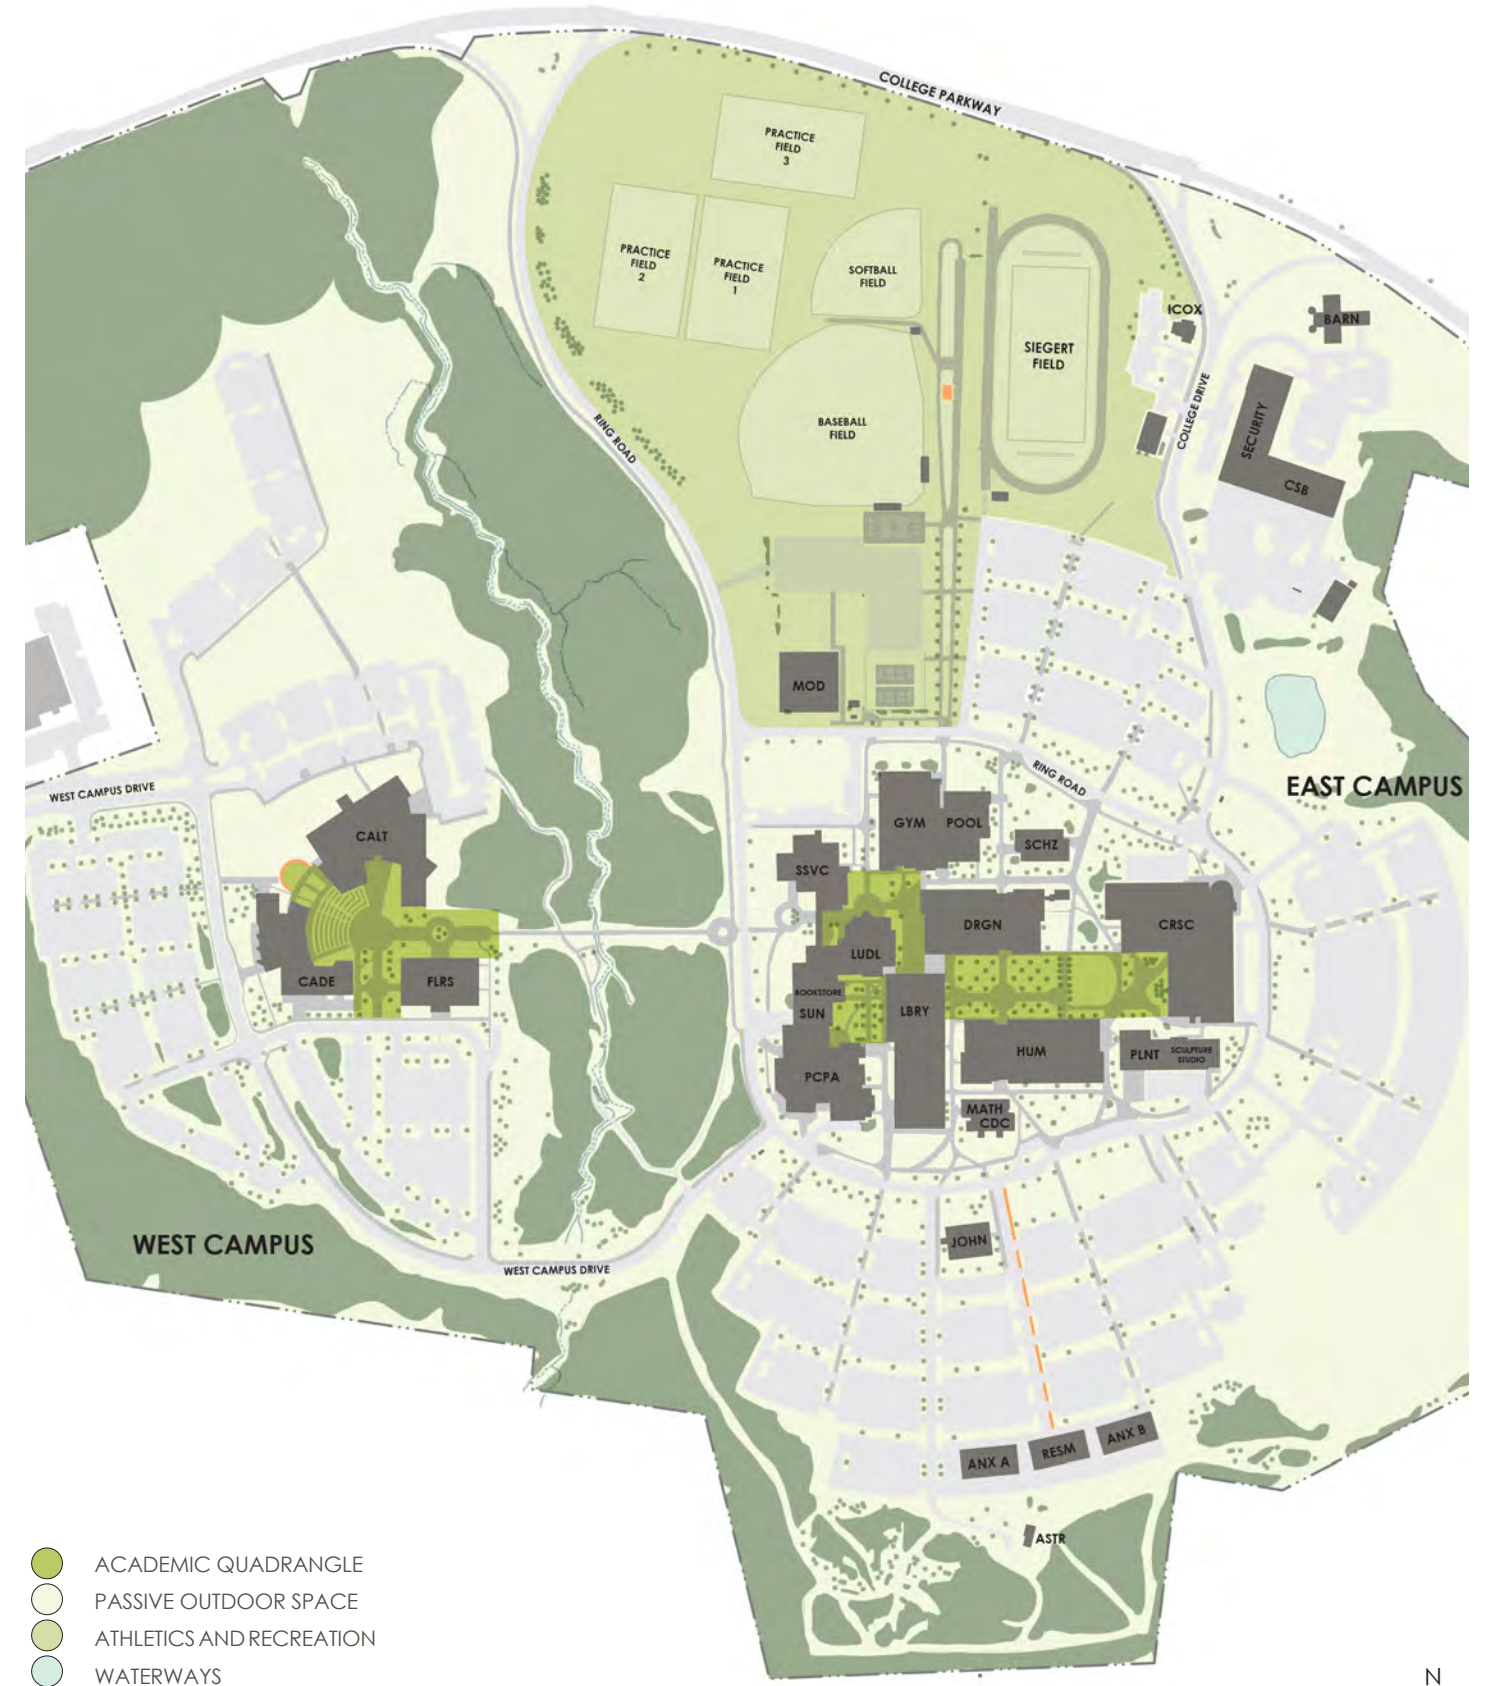 COLLEGE PARKWAY
PRACTICE
FIELD
3
PRACTICE
FIELD
2
PRACTICE
FIELD
1
SOFTBALL
FIELD
SIEGERT
FIELD
ICOX
BARN
COLLEGE DRIVE
RING ROAD
BASEBALL
FIELD
SECURITY
CSB
MOD
EAST CAMPUS
RING ROAD
WEST CAMPUS DRIVE
CALT
GYM
POOL
SCHZ
SSVC
DRGN
CRSC
LUDL
CADE
FLRS
BOOKSTORE
SUN
LBRY
HUM
PLNT
SCULPTURE
STUDIO
PCPA
MATH
CDC
JOHN
WEST CAMPUS
WEST CAMPUS DRIVE
ANX A
RESM
ANX B
ASTR
ACADEMIC QUADRANGLE
PASSIVE OUTDOOR SPACE
ATHLETICS AND RECREATION
WATERWAYS
N